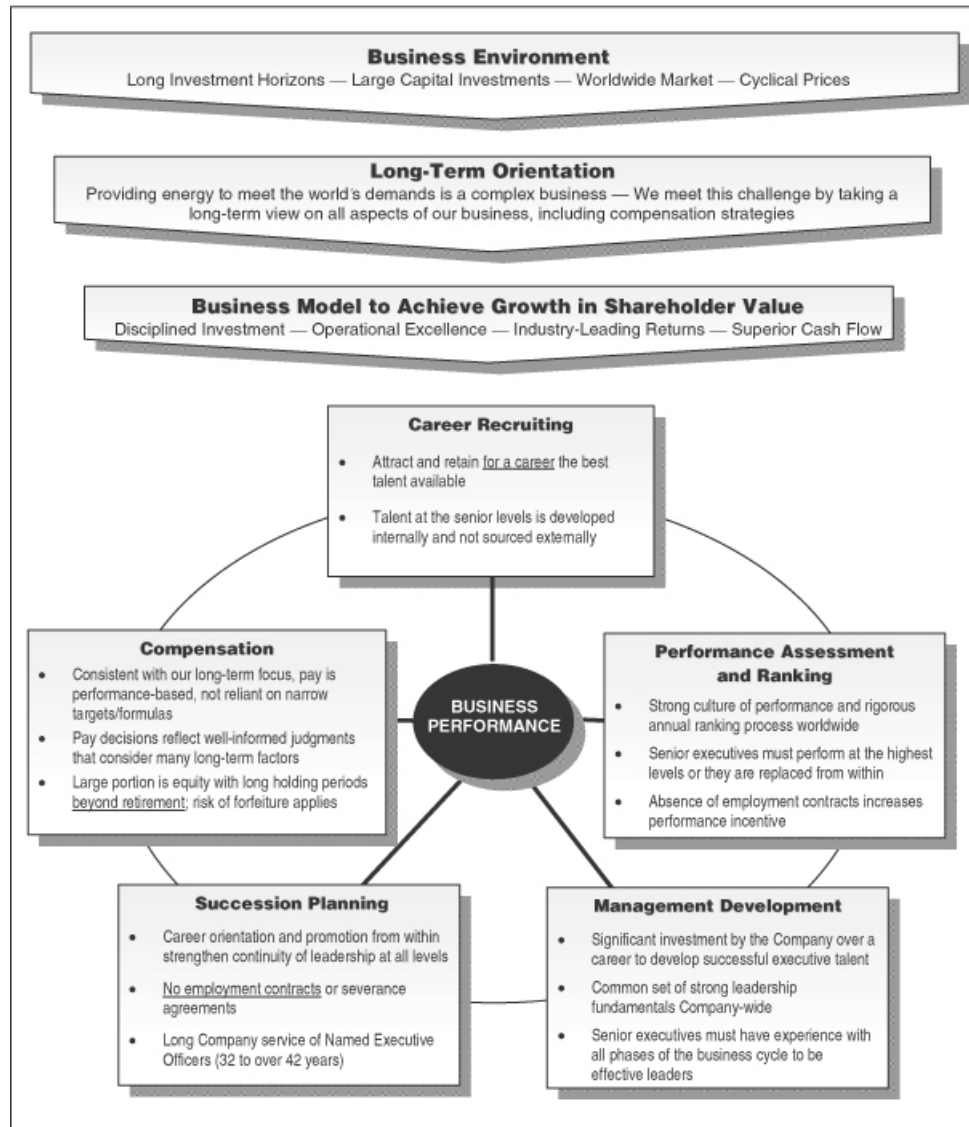 Business Environment
Long Investment Horizons — Large Capital Investments — Worldwide Market — Cyclical Prices
Long-Term Orientation
Providing energy to meet the world's demands is a complex business — We meet this challenge by taking a
long-term view on all aspects of our business, including compensation strategies
Business Model to Achieve Growth in Shareholder Value
Disciplined Investment — Operational Excellence — Industry-Leading Returns — Superior Cash Flow
Career Recruiting
• Attract and retain for a career the best
talent available
• Talent at the senior levels is developed
internally and not sourced externally
Compensation
• Consistent with our long-term focus, pay is
performance-based, not reliant on narrow
targets/formulas
• Pay decisions reflect well-informed judgments
that consider many long-term factors
• Large portion is equity with long holding periods
beyond retirement; risk of forfeiture applies
BUSINESS
PERFORMANCE
Performance Assessment
and Ranking
• Strong culture of performance and rigorous
annual ranking process worldwide
• Senior executives must perform at the highest
levels or they are replaced from within
• Absence of employment contracts increases
performance incentive
Succession Planning
• Career orientation and promotion from within
strengthen continuity of leadership at all levels
• No employment contracts or severance
agreements
• Long Company service of Named Executive
Officers (32 to over 42 years)
Management Development
• Significant investment by the Company over a
career to develop successful executive talent
• Common set of strong leadership
fundamentals Company-wide
• Senior executives must have experience with
all phases of the business cycle to be
effective leaders